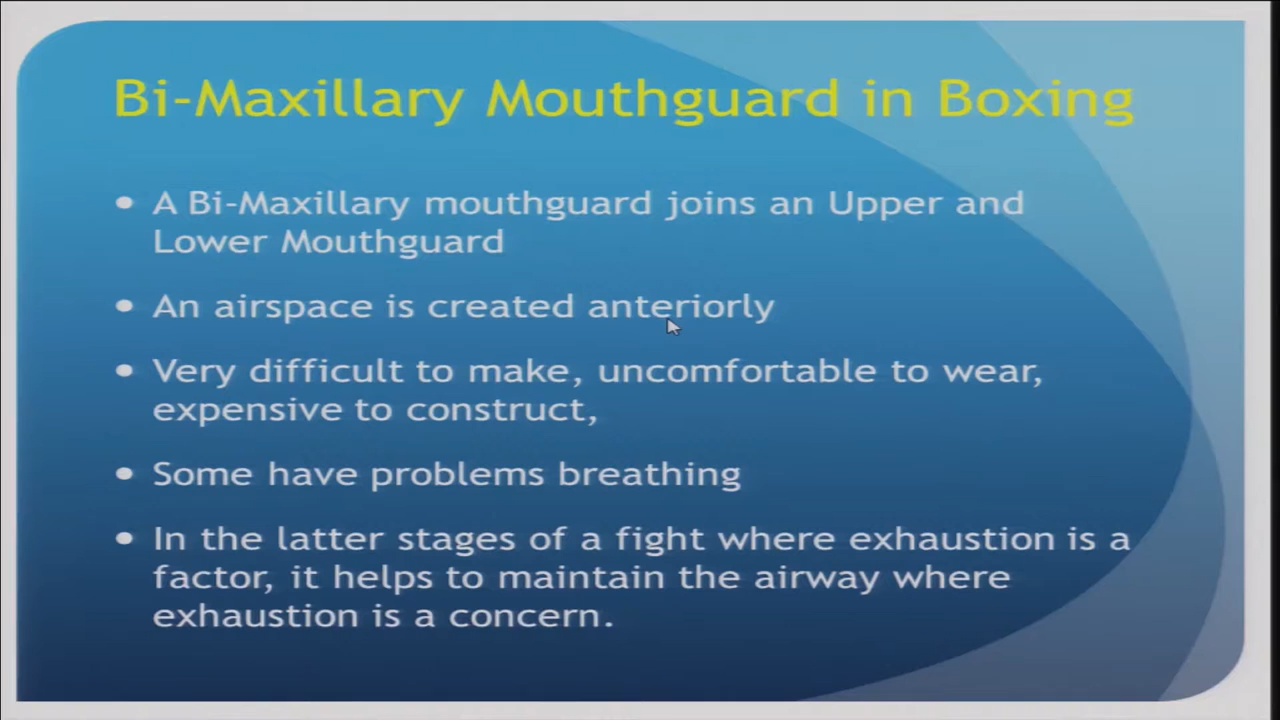 Bi-Maxillary Mouthguard in Boxing
• A Bi-Maxillary mouthguard joins an Upper and
Lower Mouthguard
• An airspace is created anteriorly
• Very difficult to make, uncomfortable to wear,
expensive to construct,
• Some have problems breathing
• In the latter stages of a fight where exhaustion is a
factor, it helps to maintain the airway where
exhaustion is a concern.